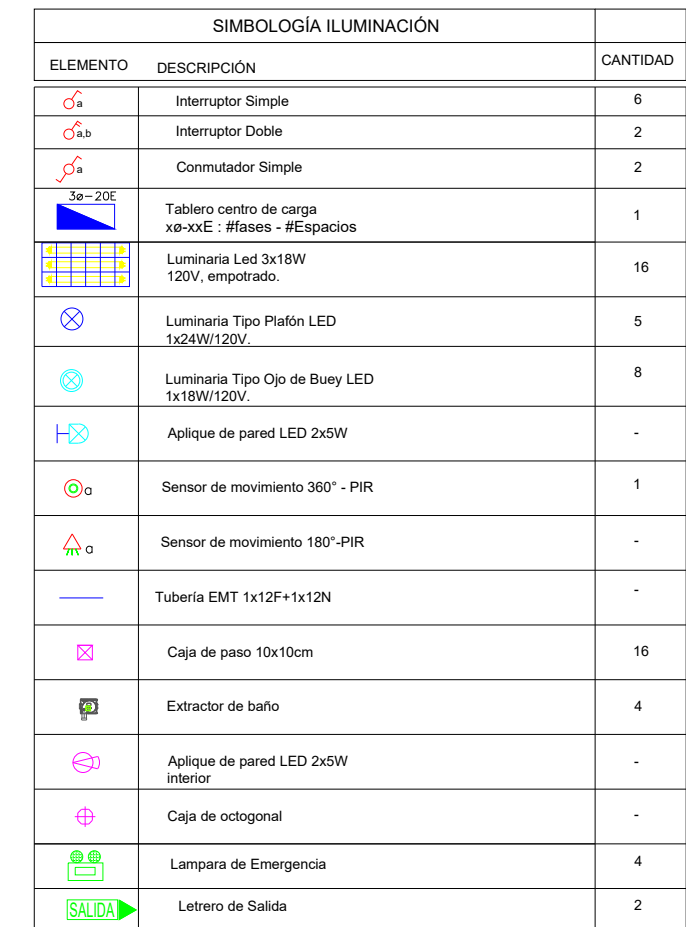 SIMBOLOGÍA ILUMINACIÓN
ELEMENTO DESCRIPCIÓN CANTIDAD
a Interruptor Simple 6
a,b Interruptor Doble 2
a Conmutador Simple 2
3ø-20E
Tablero centro de carga
xø-xxE : #fases - #Espacios
1
Luminaria Led 3x18W
120V, empotrado.
16
Luminaria Tipo Plafón LED
1x24W/120V.
5
Luminaria Tipo Ojo de Buey LED
1x18W/120V.
8
Aplique de pared LED 2x5W -
a Sensor de movimiento 360° - PIR 1
a Sensor de movimiento 180°-PIR -
Tubería EMT 1x12F+1x12N -
Caja de paso 10x10cm 16
Extractor de baño 4
Aplique de pared LED 2x5W
interior
-
Caja de octogonal -
Lampara de Emergencia 4
SALIDA Letrero de Salida 2